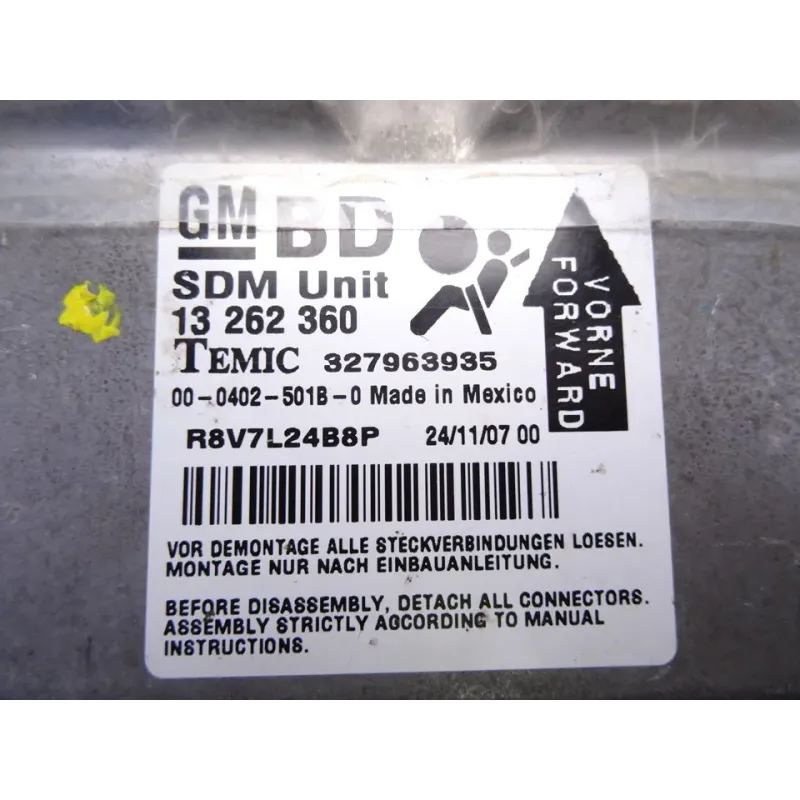 GM BD
SDM Unit
13 262 360
TEMIC 327963935
00-0402-501B-0 Made in Mexico
R8V7L24B8P 24/11/07 00
VORNE
FORWARD
VOR DEMONTAGE ALLE STECKVERBINDUNGEN LOESEN.
MONTAGE NUR NACH EINBAUANLEITUNG.
BEFORE DISASSEMBLY, DETACH ALL CONNECTORS.
ASSEMBLY STRICTLY ACCORDING TO MANUAL
INSTRUCTIONS.